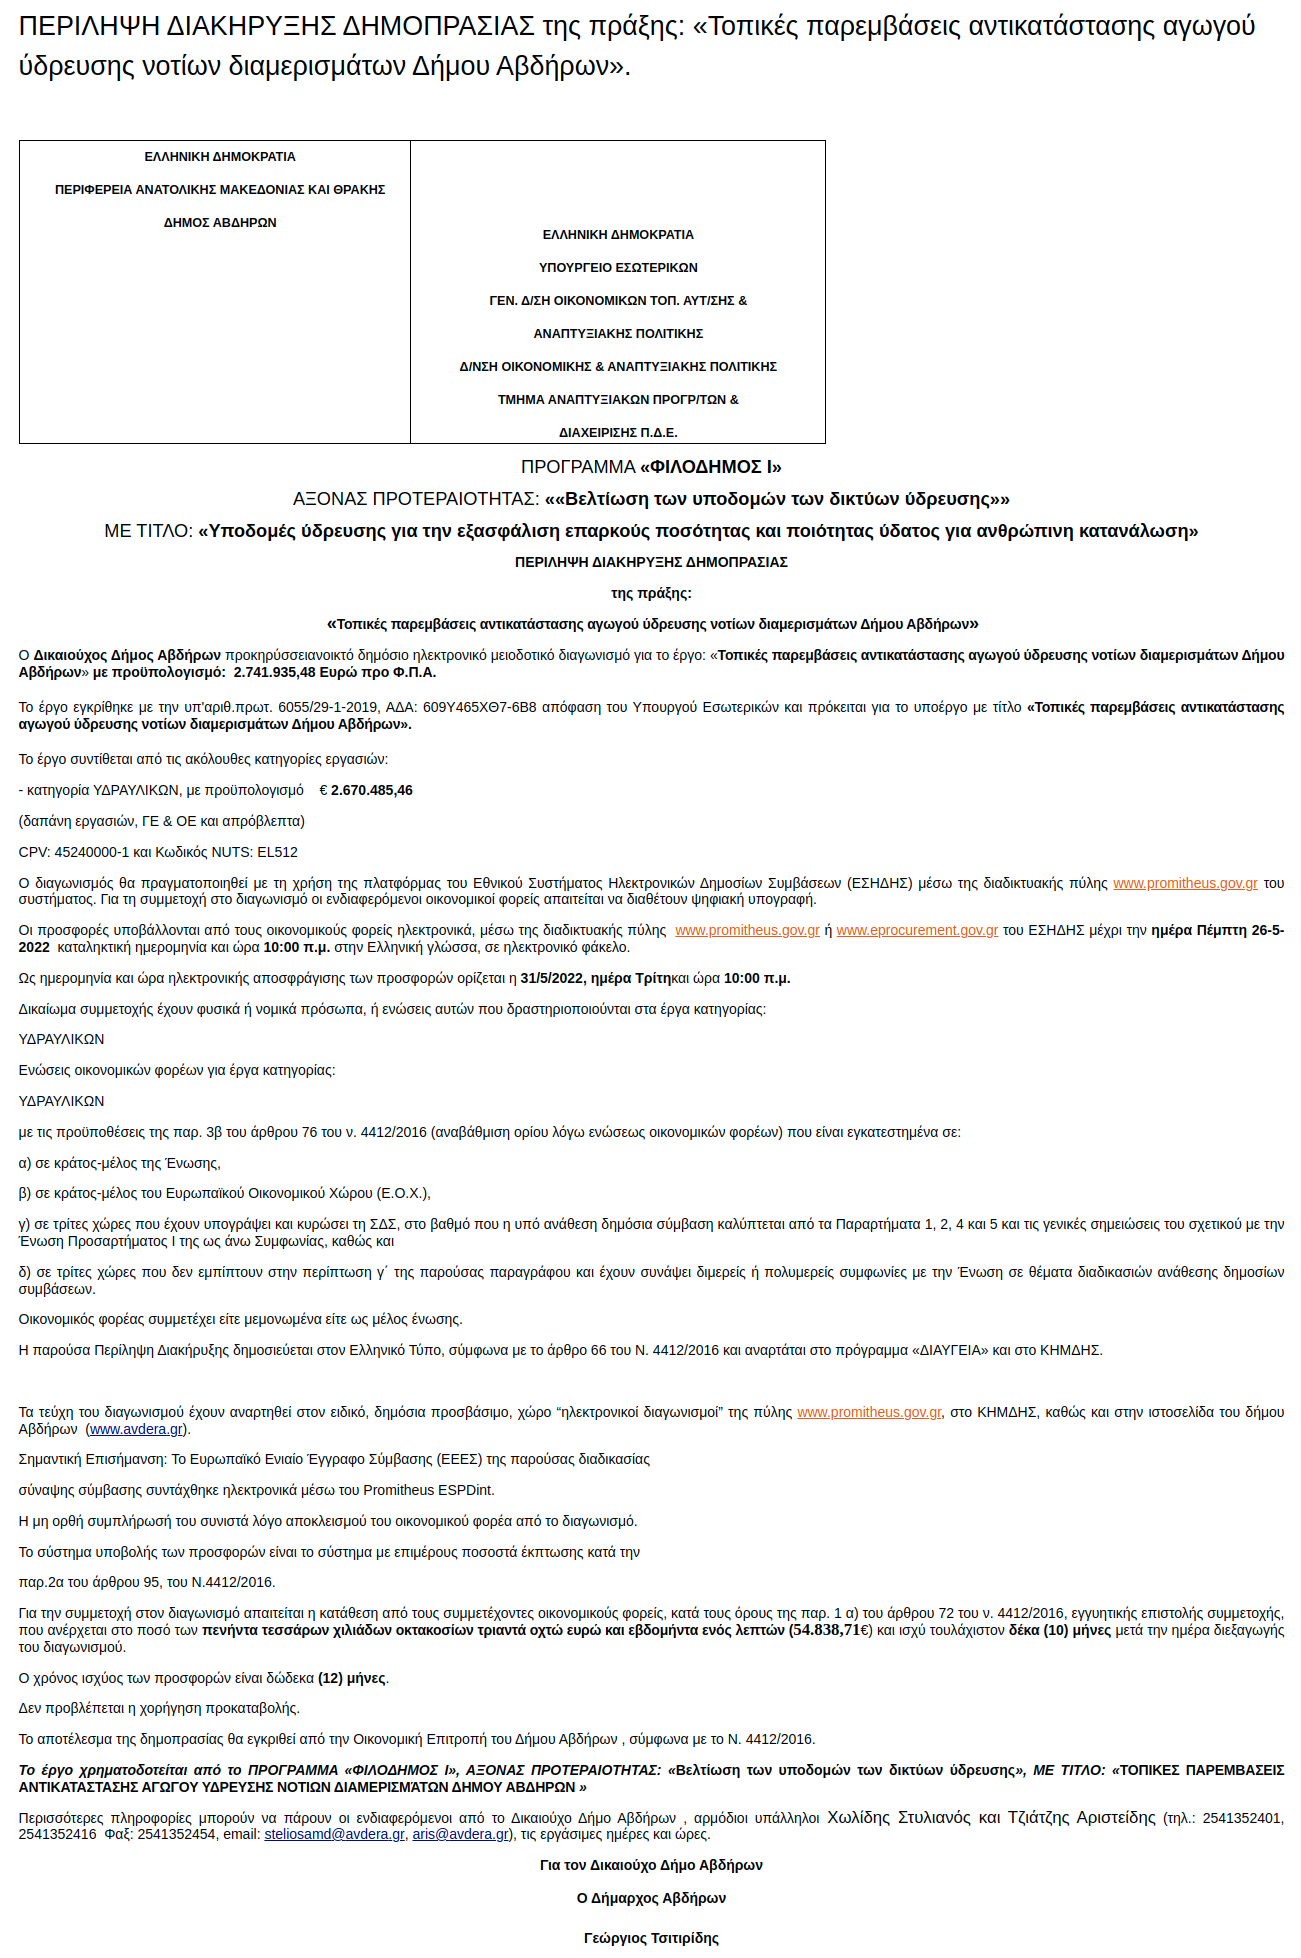 ΠΕΡΙΛΗΨΗ ΔΙΑΚΗΡΥΞΗΣ ΔΗΜΟΠΡΑΣΙΑΣ της πράξης: «Τοπικές παρεμβάσεις αντικατάστασης αγωγού
ύδρευσης νοτίων διαμερισμάτων Δήμου Αβδήρων».
ΕΛΛΗΝΙΚΗ ΔΗΜΟΚΡΑΤΙΑ
ΠΕΡΙΦΕΡΕΙΑ ΑΝΑΤΟΛΙΚΗΣ ΜΑΚΕΔΟΝΙΑΣ ΚΑΙ ΘΡΑΚΗΣ
ΔΗΜΟΣ ΑΒΔΗΡΩΝ
ΕΛΛΗΝΙΚΗ ΔΗΜΟΚΡΑΤΙΑ
ΥΠΟΥΡΓΕΙΟ ΕΣΩΤΕΡΙΚΩΝ
ΓΕΝ. Δ/ΣΗ ΟΙΚΟΝΟΜΙΚΩΝ ΤΟΠ. ΑΥΤ/ΣΗΣ &
ΑΝΑΠΤΥΞΙΑΚΗΣ ΠΟΛΙΤΙΚΗΣ
Δ/ΝΣΗ ΟΙΚΟΝΟΜΙΚΗΣ & ΑΝΑΠΤΥΞΙΑΚΗΣ ΠΟΛΙΤΙΚΗΣ
ΤΜΗΜΑ ΑΝΑΠΤΥΞΙΑΚΩΝ ΠΡΟΓΡ/ΤΩΝ &
ΔΙΑΧΕΙΡΙΣΗΣ Π.Δ.Ε.
ΠΡΟΓΡΑΜΜΑ «ΦΙΛΟΔΗΜΟΣ Ι»
ΑΞΟΝΑΣ ΠΡΟΤΕΡΑΙΟΤΗΤΑΣ: ««Βελτίωση των υποδομών των δικτύων ύδρευσης»»
ΜΕ ΤΙΤΛΟ: «Υποδομές ύδρευσης για την εξασφάλιση επαρκούς ποσότητας και ποιότητας ύδατος για ανθρώπινη κατανάλωση»
ΠΕΡΙΛΗΨΗ ΔΙΑΚΗΡΥΞΗΣ ΔΗΜΟΠΡΑΣΙΑΣ
της πράξης:
«Τοπικές παρεμβάσεις αντικατάστασης αγωγού ύδρευσης νοτίων διαμερισμάτων Δήμου Αβδήρων»
Ο Δικαιούχος Δήμος Αβδήρων προκηρύσσειανοικτό δημόσιο ηλεκτρονικό μειοδοτικό διαγωνισμό για το έργο: «Τοπικές παρεμβάσεις αντικατάστασης αγωγού ύδρευσης νοτίων διαμερισμάτων Δήμου
Αβδήρων» με προϋπολογισμό:  2.741.935,48 Ευρώ προ Φ.Π.Α.
Το έργο εγκρίθηκε με την υπ'αριθ.πρωτ. 6055/29-1-2019, ΑΔΑ: 609Υ465ΧΘ7-6Β8 απόφαση του Υπουργού Εσωτερικών και πρόκειται για το υποέργο με τίτλο «Τοπικές παρεμβάσεις αντικατάστασης
αγωγού ύδρευσης νοτίων διαμερισμάτων Δήμου Αβδήρων».
Το έργο συντίθεται από τις ακόλουθες κατηγορίες εργασιών:
- κατηγορία ΥΔΡΑΥΛΙΚΩΝ, με προϋπολογισμό    € 2.670.485,46
(δαπάνη εργασιών, ΓΕ & ΟΕ και απρόβλεπτα)
CPV: 45240000-1 και Κωδικός NUTS: EL512
Ο διαγωνισμός θα πραγματοποιηθεί με τη χρήση της πλατφόρμας του Εθνικού Συστήματος Ηλεκτρονικών Δημοσίων Συμβάσεων (ΕΣΗΔΗΣ) μέσω της διαδικτυακής πύλης www.promitheus.gov.gr του
συστήματος. Για τη συμμετοχή στο διαγωνισμό οι ενδιαφερόμενοι οικονομικοί φορείς απαιτείται να διαθέτουν ψηφιακή υπογραφή.
Οι προσφορές υποβάλλονται από τους οικονομικούς φορείς ηλεκτρονικά, μέσω της διαδικτυακής πύλης  www.promitheus.gov.gr ή www.eprocurement.gov.gr του ΕΣΗΔΗΣ μέχρι την ημέρα Πέμπτη 26-5-
2022  καταληκτική ημερομηνία και ώρα 10:00 π.μ. στην Ελληνική γλώσσα, σε ηλεκτρονικό φάκελο.
Ως ημερομηνία και ώρα ηλεκτρονικής αποσφράγισης των προσφορών ορίζεται η 31/5/2022, ημέρα Τρίτηκαι ώρα 10:00 π.μ.
Δικαίωμα συμμετοχής έχουν φυσικά ή νομικά πρόσωπα, ή ενώσεις αυτών που δραστηριοποιούνται στα έργα κατηγορίας:
ΥΔΡΑΥΛΙΚΩΝ
Ενώσεις οικονομικών φορέων για έργα κατηγορίας:
ΥΔΡΑΥΛΙΚΩΝ
με τις προϋποθέσεις της παρ. 3β του άρθρου 76 του ν. 4412/2016 (αναβάθμιση ορίου λόγω ενώσεως οικονομικών φορέων) που είναι εγκατεστημένα σε:
α) σε κράτος-μέλος της Ένωσης,
β) σε κράτος-μέλος του Ευρωπαϊκού Οικονομικού Χώρου (Ε.Ο.Χ.),
γ) σε τρίτες χώρες που έχουν υπογράψει και κυρώσει τη ΣΔΣ, στο βαθμό που η υπό ανάθεση δημόσια σύμβαση καλύπτεται από τα Παραρτήματα 1, 2, 4 και 5 και τις γενικές σημειώσεις του σχετικού με την
Ένωση Προσαρτήματος I της ως άνω Συμφωνίας, καθώς και
δ) σε τρίτες χώρες που δεν εμπίπτουν στην περίπτωση γ΄ της παρούσας παραγράφου και έχουν συνάψει διμερείς ή πολυμερείς συμφωνίες με την Ένωση σε θέματα διαδικασιών ανάθεσης δημοσίων
συμβάσεων.
Οικονομικός φορέας συμμετέχει είτε μεμονωμένα είτε ως μέλος ένωσης.
Η παρούσα Περίληψη Διακήρυξης δημοσιεύεται στον Ελληνικό Τύπο, σύμφωνα με το άρθρο 66 του Ν. 4412/2016 και αναρτάται στο πρόγραμμα «ΔΙΑΥΓΕΙΑ» και στο ΚΗΜΔΗΣ.
Τα τεύχη του διαγωνισμού έχουν αναρτηθεί στον ειδικό, δημόσια προσβάσιμο, χώρο “ηλεκτρονικοί διαγωνισμοί” της πύλης www.promitheus.gov.gr, στο ΚΗΜΔΗΣ, καθώς και στην ιστοσελίδα του δήμου
Αβδήρων  (www.avdera.gr).
Σημαντική Επισήμανση: Το Ευρωπαϊκό Ενιαίο Έγγραφο Σύμβασης (ΕΕΕΣ) της παρούσας διαδικασίας
σύναψης σύμβασης συντάχθηκε ηλεκτρονικά μέσω του Promitheus ESPDint.
Η μη ορθή συμπλήρωσή του συνιστά λόγο αποκλεισμού του οικονομικού φορέα από το διαγωνισμό.
Το σύστημα υποβολής των προσφορών είναι το σύστημα με επιμέρους ποσοστά έκπτωσης κατά την
παρ.2α του άρθρου 95, του Ν.4412/2016.
Για την συμμετοχή στον διαγωνισμό απαιτείται η κατάθεση από τους συμμετέχοντες οικονομικούς φορείς, κατά τους όρους της παρ. 1 α) του άρθρου 72 του ν. 4412/2016, εγγυητικής επιστολής συμμετοχής,
που ανέρχεται στο ποσό των πενήντα τεσσάρων χιλιάδων οκτακοσίων τριαντά οχτώ ευρώ και εβδομήντα ενός λεπτών (54.838,71€) και ισχύ τουλάχιστον δέκα (10) μήνες μετά την ημέρα διεξαγωγής
του διαγωνισμού.
Ο χρόνος ισχύος των προσφορών είναι δώδεκα (12) μήνες.
Δεν προβλέπεται η χορήγηση προκαταβολής.
Το αποτέλεσμα της δημοπρασίας θα εγκριθεί από την Οικονομική Επιτροπή του Δήμου Αβδήρων , σύμφωνα με το Ν. 4412/2016.
Το έργο χρηματοδοτείται από το ΠΡΟΓΡΑΜΜΑ «ΦΙΛΟΔΗΜΟΣ Ι», ΑΞΟΝΑΣ ΠΡΟΤΕΡΑΙΟΤΗΤΑΣ: «Βελτίωση των υποδομών των δικτύων ύδρευσης», ΜΕ ΤΙΤΛΟ: «ΤΟΠΙΚΕΣ ΠΑΡΕΜΒΑΣΕΙΣ
ΑΝΤΙΚΑΤΑΣΤΑΣΗΣ ΑΓΩΓΟΥ ΥΔΡΕΥΣΗΣ ΝΟΤΙΩΝ ΔΙΑΜΕΡΙΣΜΆΤΩΝ ΔΗΜΟΥ ΑΒΔΗΡΩΝ »
Περισσότερες πληροφορίες μπορούν να πάρουν οι ενδιαφερόμενοι από το Δικαιούχο Δήμο Αβδήρων , αρμόδιοι υπάλληλοι Χωλίδης Στυλιανός και Τζιάτζης Αριστείδης (τηλ.: 2541352401,
2541352416  Φαξ: 2541352454, email: steliosamd@avdera.gr, aris@avdera.gr), τις εργάσιμες ημέρες και ώρες.
Για τον Δικαιούχο Δήμο Αβδήρων
Ο Δήμαρχος Αβδήρων
Γεώργιος Τσιτιρίδης